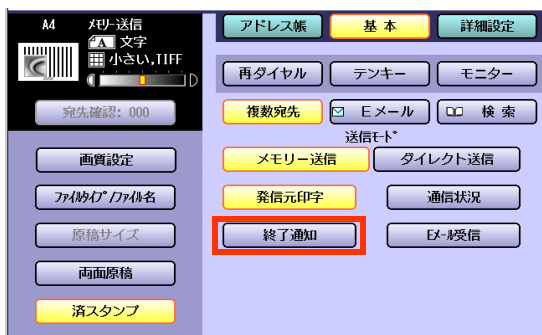 A4 ﾒﾓﾘｰ送信
A 文字
小さい,TIFF
D
宛先確認: 000
画質設定
ﾌｧｲﾙﾀｲﾌﾟ/ﾌｧｲﾙ名
原稿サイズ
両面原稿
済スタンプ
アドレス帳 基 本 詳細設定
再ダイヤル テンキー モニター
複数宛先 Eメール 検 索
送信ﾓｰﾄﾞ
メモリー送信 ダイレクト送信
発信元印字 通信状況
終了通知 Eﾒｰﾙ受信